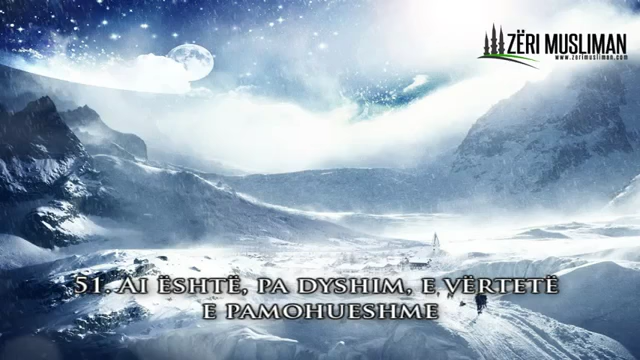 ZËRI MUSLIMAN
www.zerimusliman.com
51. AI ËSHTË, PA DYSHIM, E VËRTETË
E PAMOHUESHME